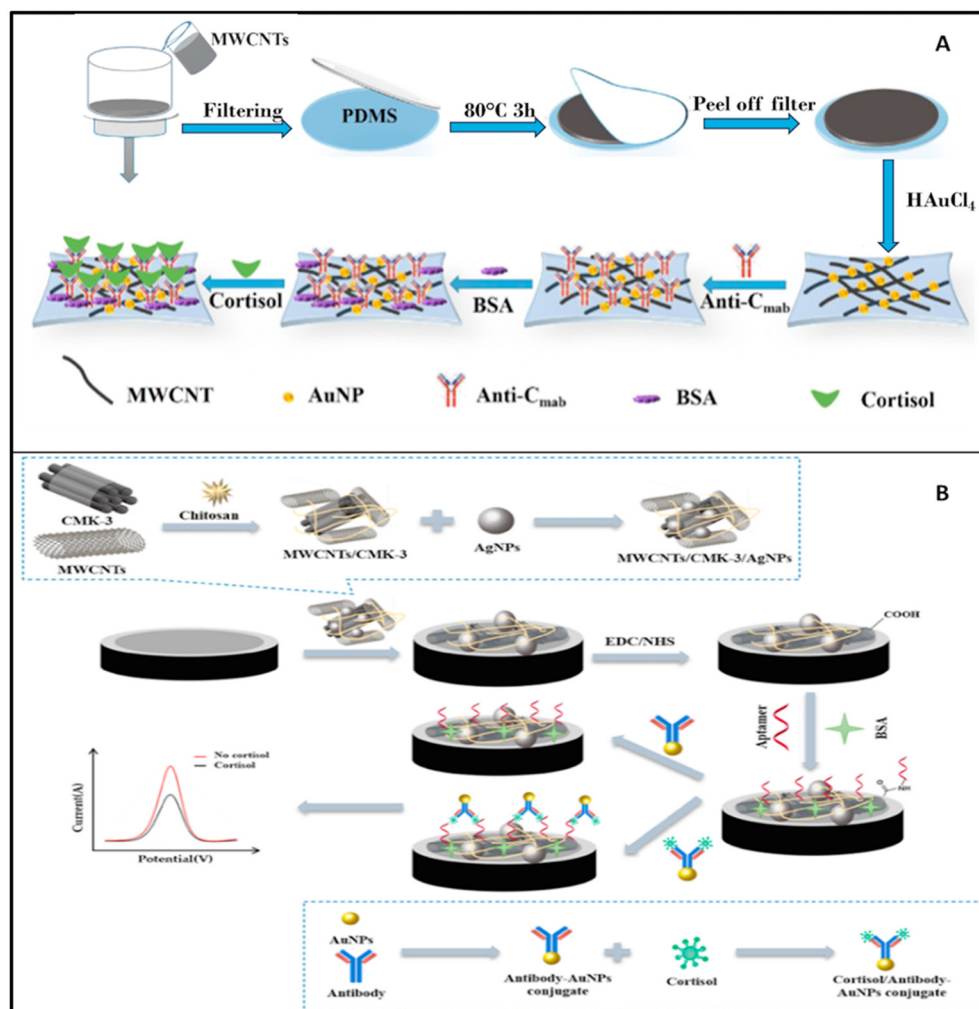 MWCNTs
A
Filtering
PDMS
80°C 3h
Peel off filter
HAuCl4
Cortisol
BSA
Anti-Cmab
MWCNT
AuNP
Anti-Cmab
BSA
Cortisol
B
CMK-3
MWCNTs
Chitosan
MWCNTs/CMK-3
AgNPs
MWCNTs/CMK-3/AgNPs
EDC/NHS
COOH
Aptamer
BSA
O
NH
No cortisol
Cortisol
Current(A)
Potential(V)
AuNPs
Antibody
Antibody-AuNPs
conjugate
Cortisol
Cortisol/Antibody-
AuNPs conjugate